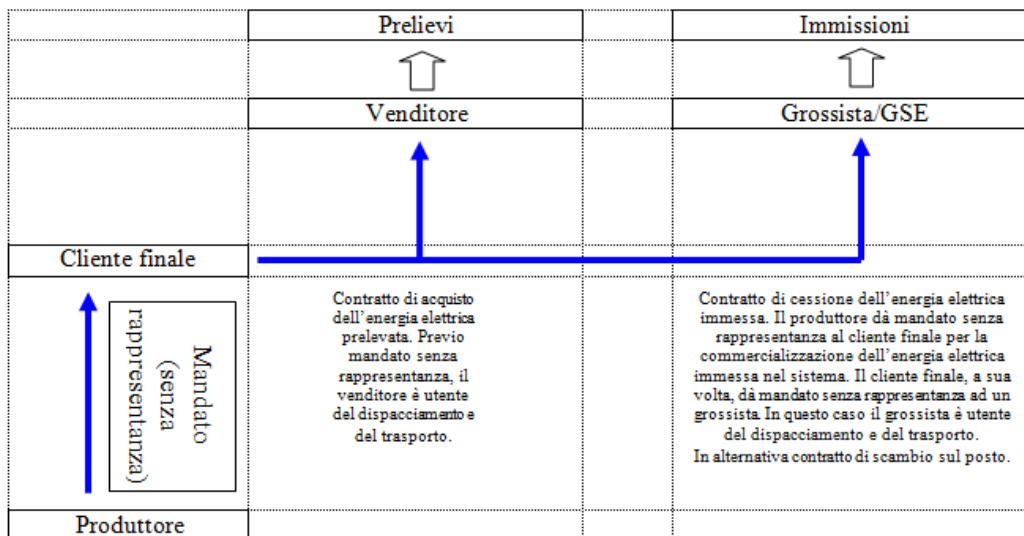 Prelievi
Immissioni
Venditore
Grossista/GSE
Cliente finale
Mandato
(senza
rappresentanza)
Contratto di acquisto
dell'energia elettrica
prelevata. Previo
mandato senza
rappresentanza, il
venditore è utente
del dispacciamento e
del trasporto.
Contratto di cessione dell'energia elettrica
immessa. Il produttore dà mandato senza
rappresentanza al cliente finale per la
commercializzazione dell'energia elettrica
immessa nel sistema. Il cliente finale, a sua
volta, dà mandato senza rappresentanza ad un
grossista. In questo caso il grossista è utente
del dispacciamento e del trasporto.
In alternativa contratto di scambio sul posto.
Produttore